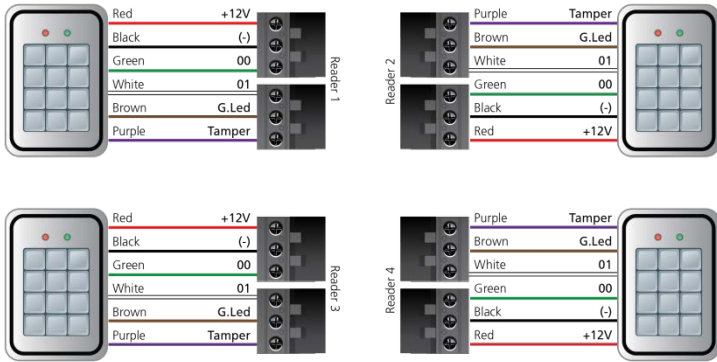 Red +12V
Black (-)
Green 00
White 01
Brown G.Led
Purple Tamper
Reader 1
Reader 2
Purple Tamper
Brown G.Led
White 01
Green 00
Black (-)
Red +12V
Red +12V
Black (-)
Green 00
White 01
Brown G.Led
Purple Tamper
Reader 3
Reader 4
Purple Tamper
Brown G.Led
White 01
Green 00
Black (-)
Red +12V